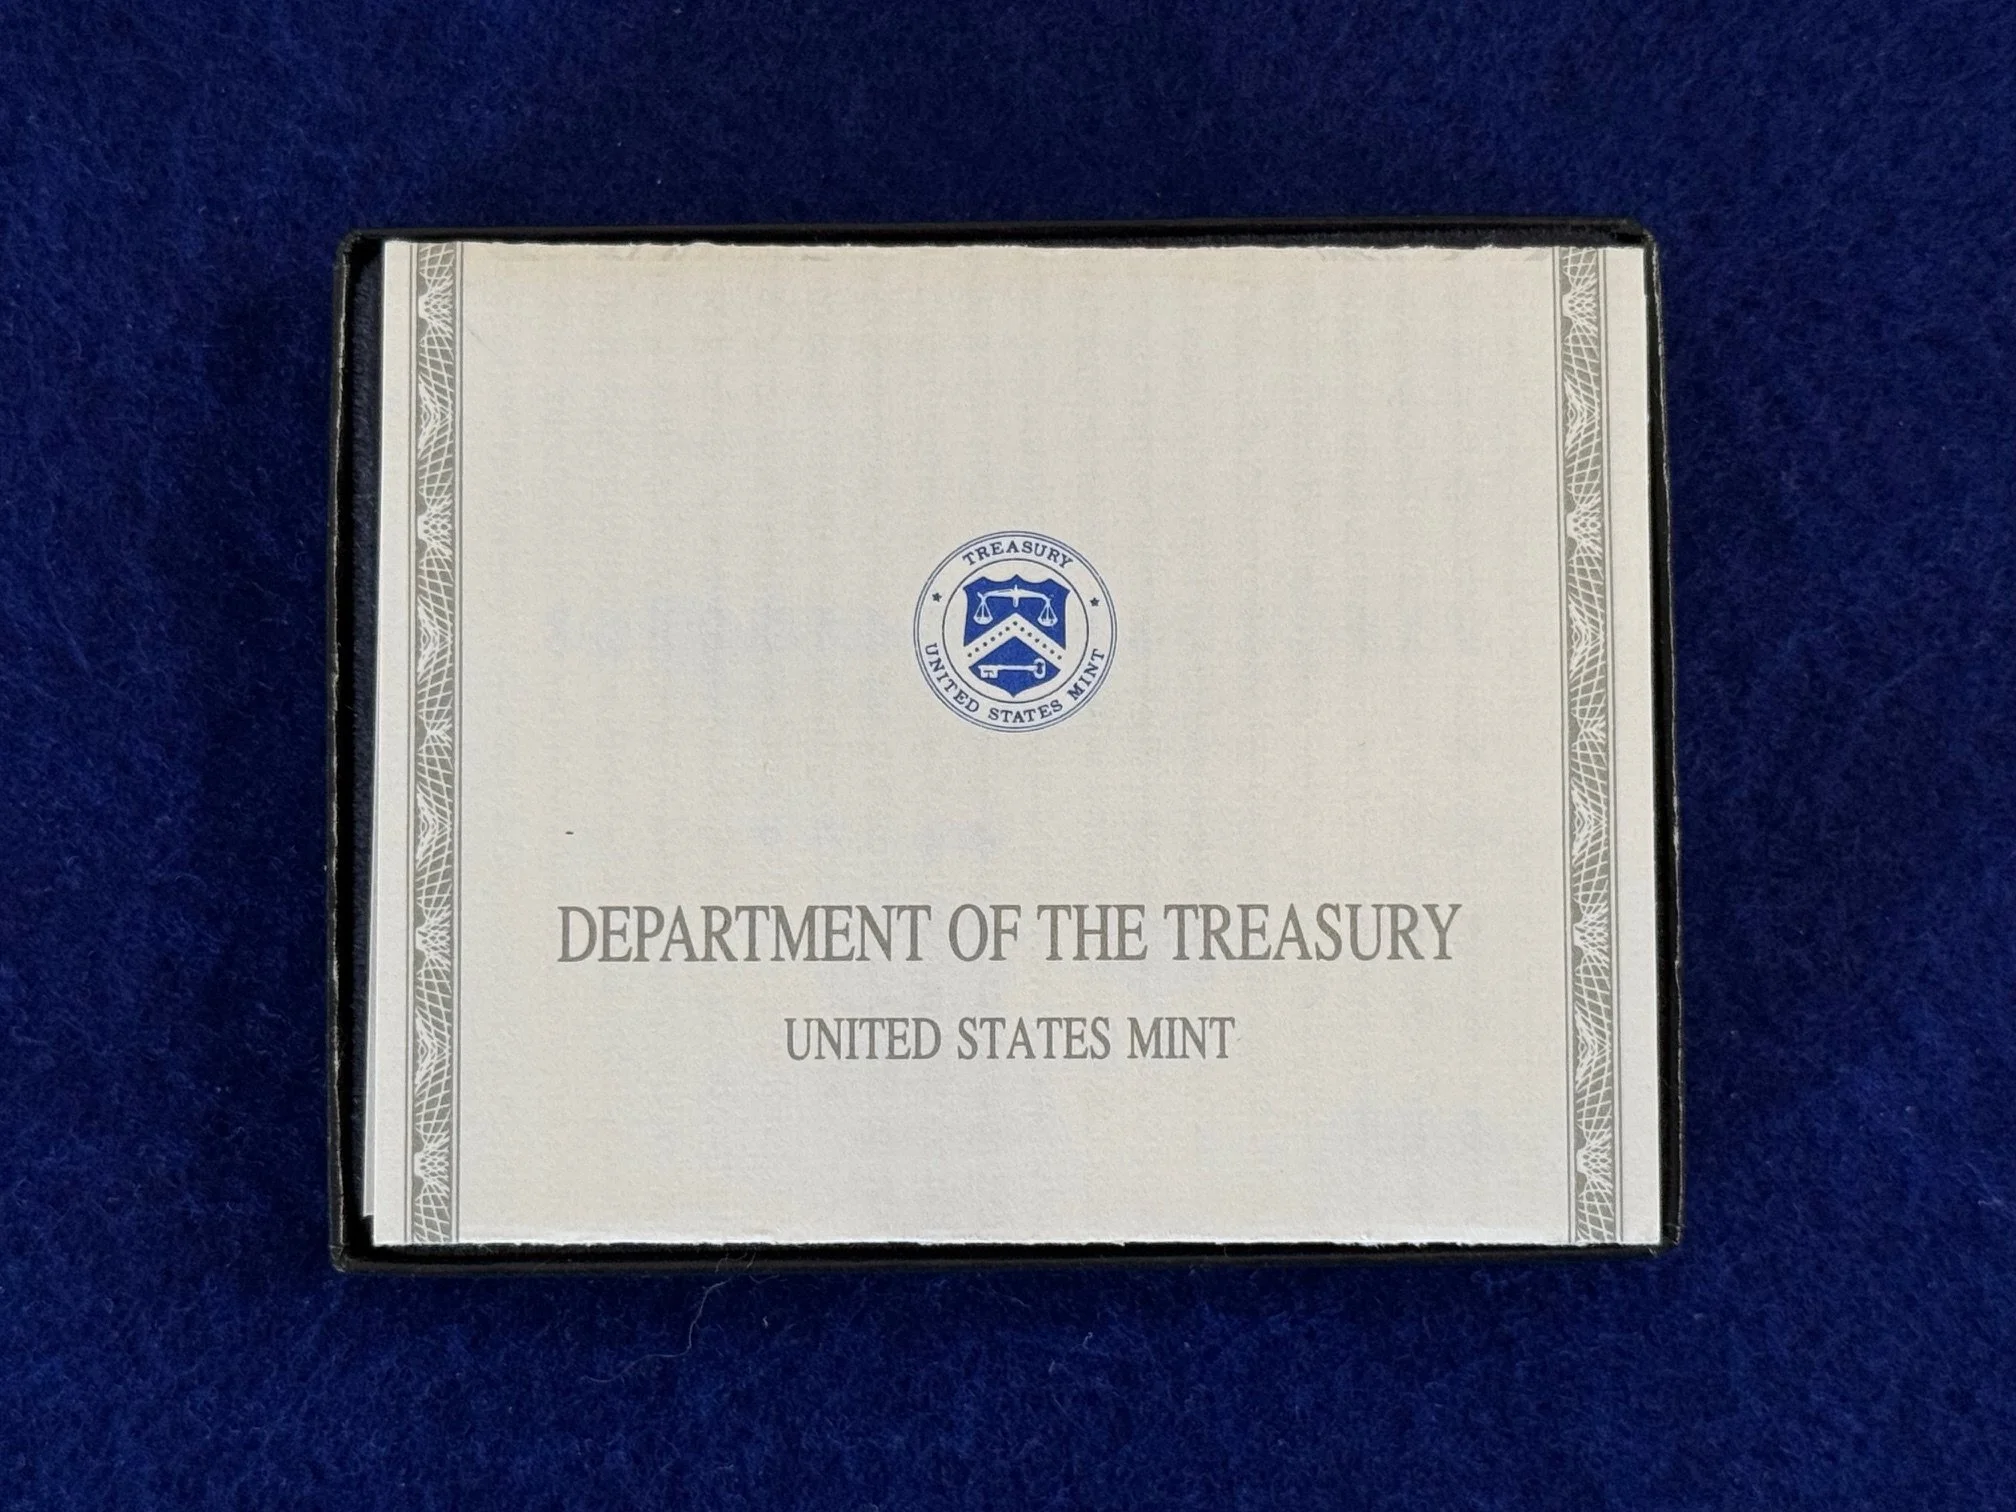 TREASURY
UNITED STATES MINT
DEPARTMENT OF THE TREASURY
UNITED STATES MINT